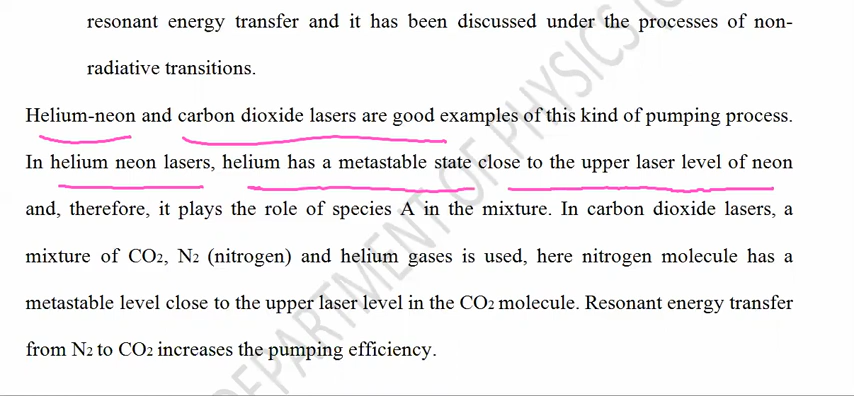 resonant energy transfer and it has been discussed under the processes of non-
radiative transitions.
Helium-neon and carbon dioxide lasers are good examples of this kind of pumping process.
In helium neon lasers, helium has a metastable state close to the upper laser level of neon
and, therefore, it plays the role of species A in the mixture. In carbon dioxide lasers, a
mixture of CO2, N2 (nitrogen) and helium gases is used, here nitrogen molecule has a
metastable level close to the upper laser level in the CO2 molecule. Resonant energy transfer
from N2 to CO2 increases the pumping efficiency.
DEPARTMENT OF PHYSICS